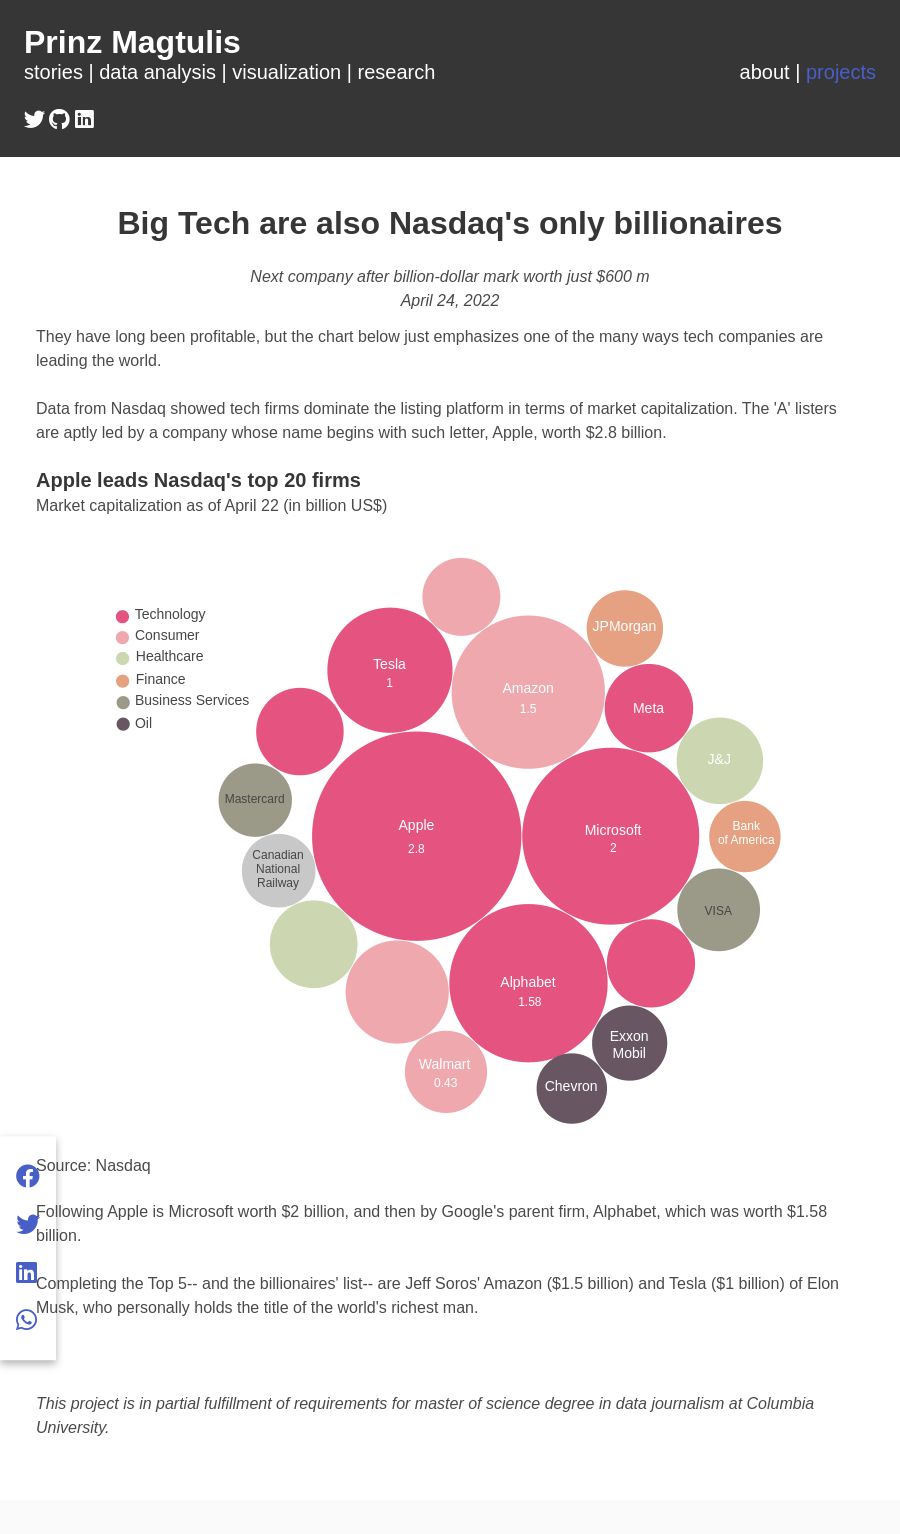 Prinz Magtulis
stories | data analysis | visualization | research
about | projects
Big Tech are also Nasdaq's only billionaires
Next company after billion-dollar mark worth just $600 m
April 24, 2022
They have long been profitable, but the chart below just emphasizes one of the many ways tech companies are
leading the world.
Data from Nasdaq showed tech firms dominate the listing platform in terms of market capitalization. The 'A' listers
are aptly led by a company whose name begins with such letter, Apple, worth $2.8 billion.
Apple leads Nasdaq's top 20 firms
Market capitalization as of April 22 (in billion US$)
Technology
Consumer
Healthcare
Finance
Business Services
Oil
JPMorgan
Tesla
1
Amazon
1.5
Meta
J&J
Mastercard
Apple
2.8
Microsoft
2
Bank
of America
Canadian
National
Railway
VISA
Alphabet
1.58
Exxon
Mobil
Walmart
0.43
Chevron
Source: Nasdaq
Following Apple is Microsoft worth $2 billion, and then by Google's parent firm, Alphabet, which was worth $1.58
billion.
Completing the Top 5-- and the billionaires' list-- are Jeff Soros' Amazon ($1.5 billion) and Tesla ($1 billion) of Elon
Musk, who personally holds the title of the world's richest man.
This project is in partial fulfillment of requirements for master of science degree in data journalism at Columbia
University.